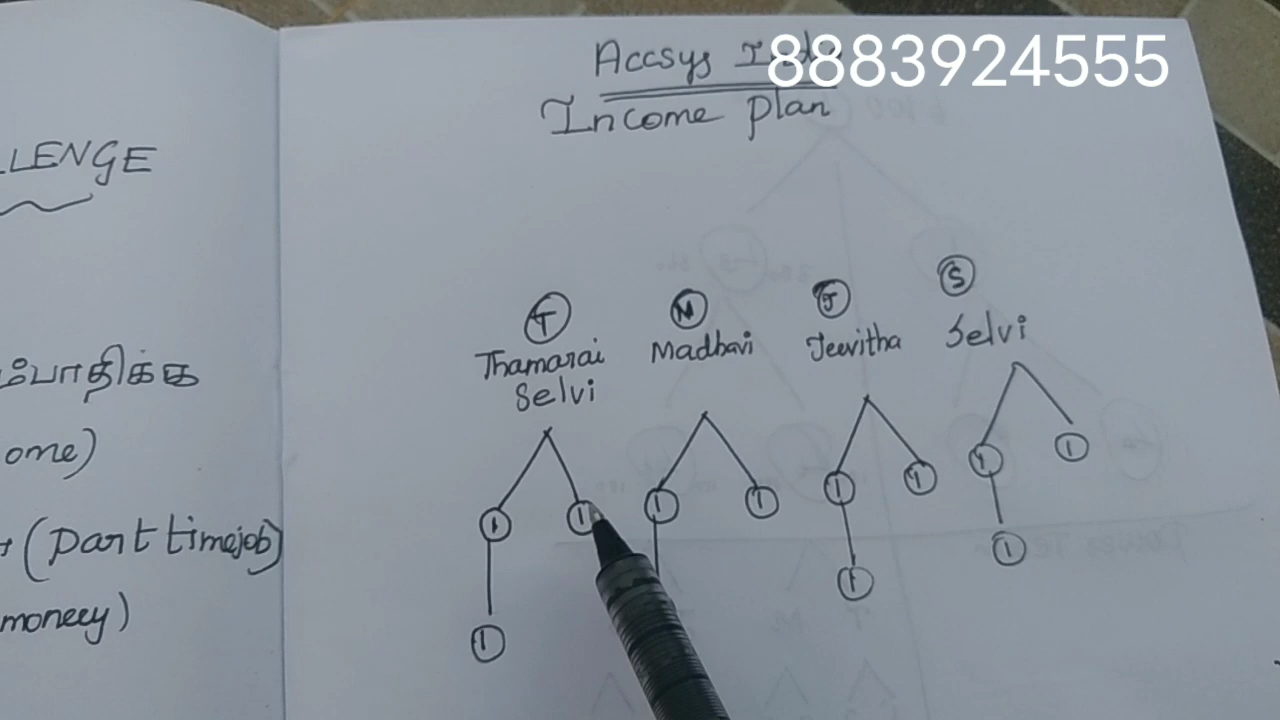 8883924555
Accsys
Income plan
LLENGE
ம்பாதிக்க
ome)
(part timejob)
moneey)
T
Thamarai
Selvi
M
Madhavi
J
Jeevitha
S
Selvi
1 1 1 1 1 1 1 1
1 1 1